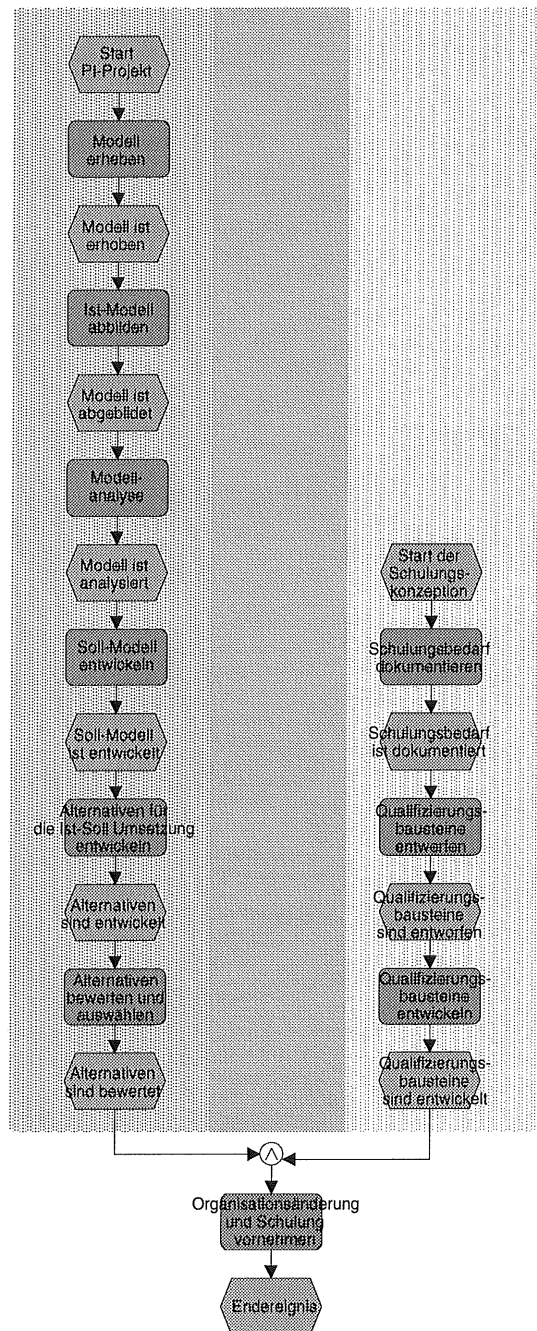 Start
PI-Projekt
Modell
erheben
Modell ist
erhoben
Ist-Modell
abbilden
Modell ist
abgebildet
Modell-
analyse
Modell ist
analysiert
Soll-Modell
entwickeln
Soll-Modell
ist entwickelt
Alternativen für
die Ist-Soll Umsetzung
entwickeln
Alternativen
sind entwickelt
Alternativen
bewerten und
auswählen
Alternativen
sind bewertet
Start der
Schulungs-
konzeption
Schulungsbedarf
dokumentieren
Schulungsbedarf
ist dokumentiert
Qualifizierungs-
bausteine
entwerfen
Qualifizierungs-
bausteine
sind entworfen
Qualifizierungs-
bausteine
entwickeln
Qualifizierungs-
bausteine
sind entwickelt
Organisationsänderung
und Schulung
vornehmen
Endereignis